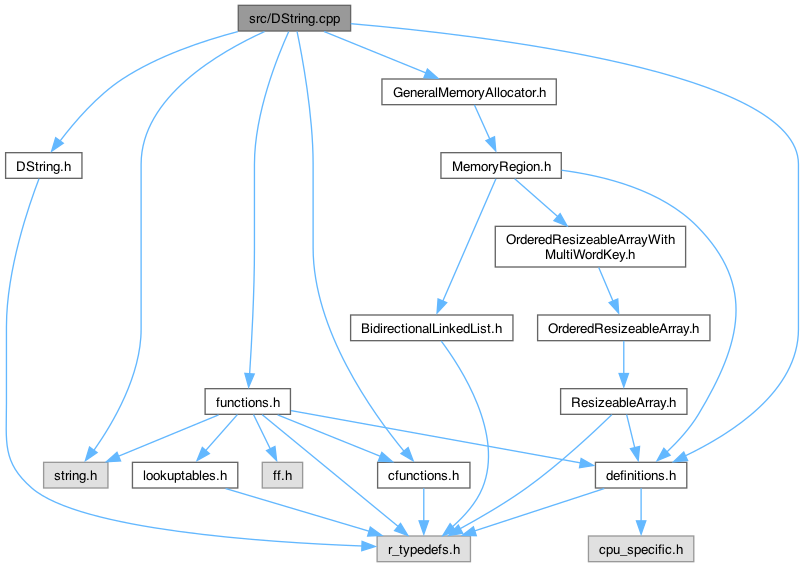 src/DString.cpp
GeneralMemoryAllocator.h
DString.h
MemoryRegion.h
OrderedResizeableArrayWith
MultiWordKey.h
BidirectionalLinkedList.h
OrderedResizeableArray.h
functions.h
ResizeableArray.h
string.h
lookuptables.h
ff.h
cfunctions.h
definitions.h
r_typedefs.h
cpu_specific.h